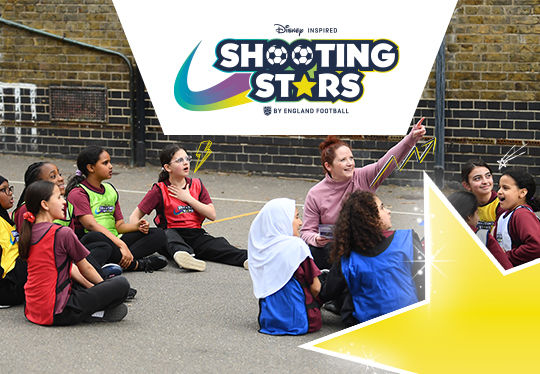 Disney INSPIRED
SHOOTING
STARS
BY ENGLAND FOOTBALL